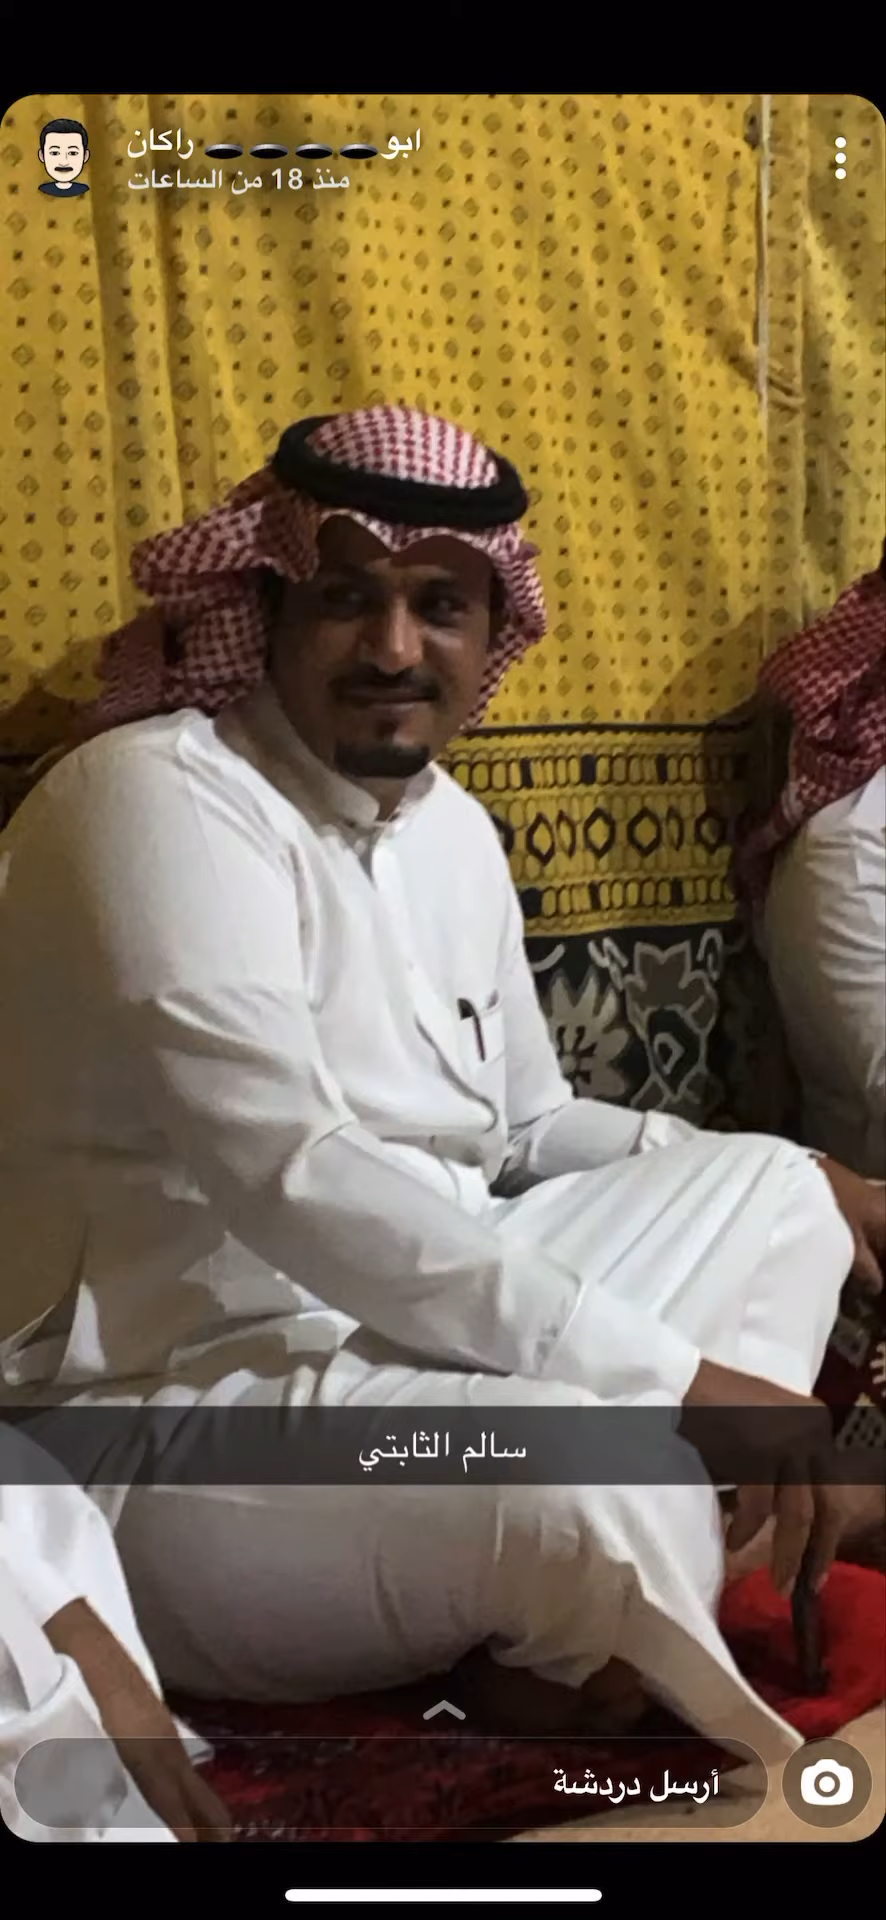 ابو🕳🕳🕳🕳 راكان
منذ 18 من الساعات
سالم الثابتي
أرسل دردشة